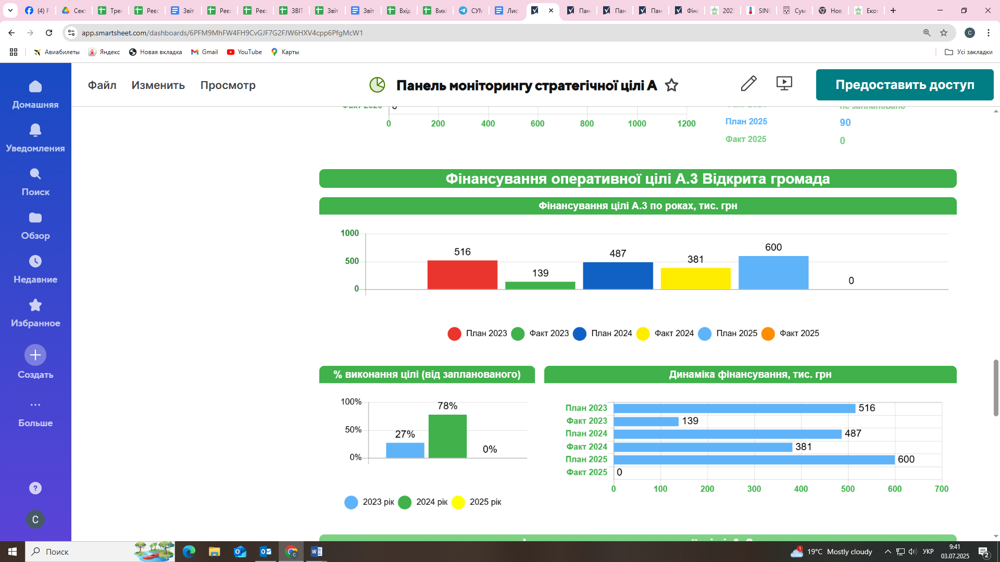 (4) F
Сект
Трек
Реєс
Звіт
Реєс
Реєс
ЗВІТ
Звіт
Звіт
Вхід
Вихі
СУМ
Лист
Пан
Пан
Пан
Фіна
202
SINC
Сум
Нов
Екон
app.smartsheet.com/dashboards/6PFM9MhFW4FH9CvGJF7G2FJW6HXV4cpp6PfgMcW1
C
Авиабилеты
Яндекс
Новая вкладка
Gmail
YouTube
Карты
Усі закладки
Файл
Изменить
Просмотр
Панель моніторингу стратегічної цілі А
Предоставить доступ
Домашняя
Уведомления
Поиск
Обзор
Недавние
Избранное
Создать
Больше
?
C
Факт 2025 0
0 200 400 600 800 1000 1200
не заплановано
План 2025 90
Факт 2025 0
Фінансування оперативної цілі А.3 Відкрита громада
Фінансування цілі А.3 по роках, тис. грн
1000
500
0
516
139
487
381
600
0
План 2023 Факт 2023 План 2024 Факт 2024 План 2025 Факт 2025
% виконання цілі (від запланованого)
100%
50%
0%
27%
78%
0%
2023 рік 2024 рік 2025 рік
Динаміка фінансування, тис. грн
План 2023 516
Факт 2023 139
План 2024 487
Факт 2024 381
План 2025 600
Факт 2025 0
0 100 200 300 400 500 600 700
Поиск
1
19°C Mostly cloudy
УКР
9:41
03.07.2025
2